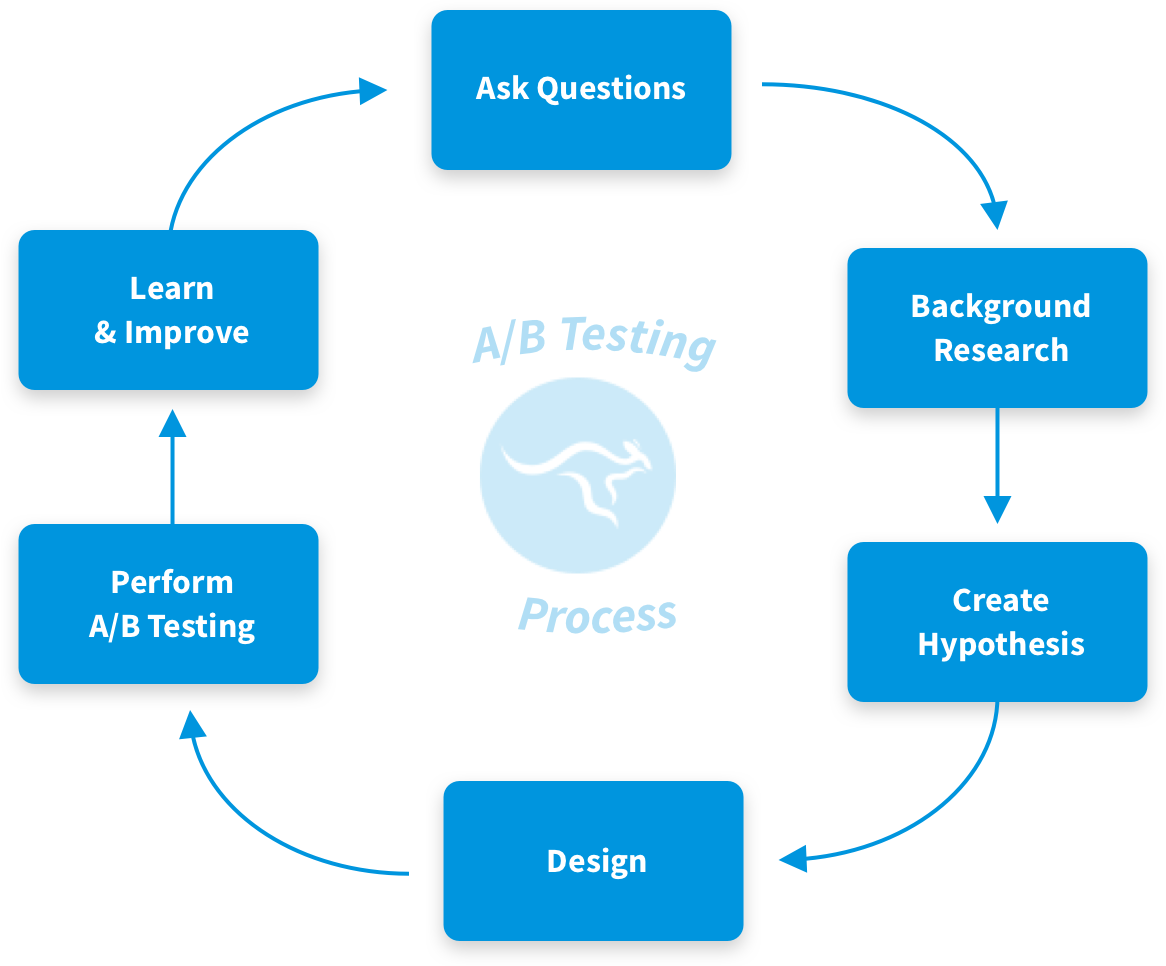 Ask Questions
Background
Research
Create
Hypothesis
Design
Perform
A/B Testing
Learn
& Improve
A/B Testing
Process